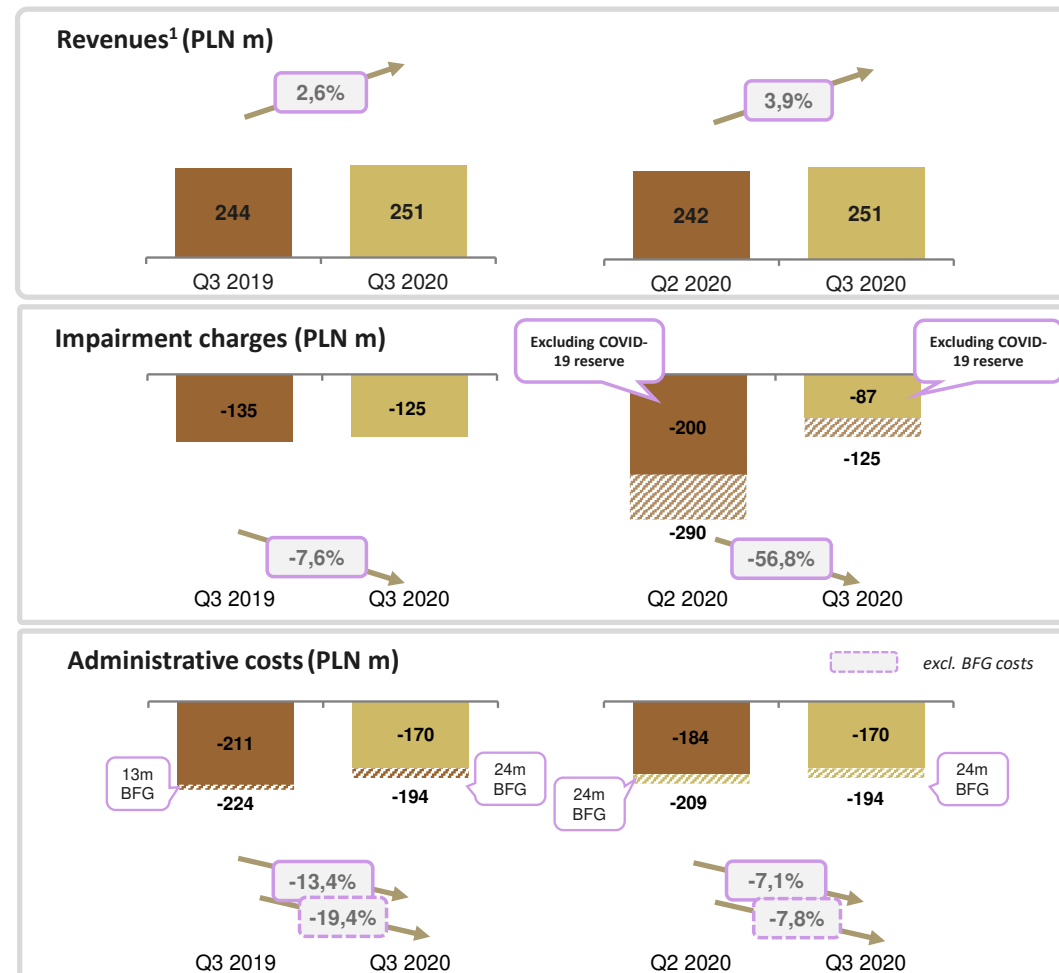 Revenues¹ (PLN m)
2,6%
3,9%
244
251
242
251
Q3 2019
Q3 2020
Q2 2020
Q3 2020
Impairment charges (PLN m)
Excluding COVID-
19 reserve
Excluding COVID-
19 reserve
-135
-125
-200
-87
-125
-290
-7,6%
-56,8%
Q3 2019
Q3 2020
Q2 2020
Q3 2020
Administrative costs (PLN m)
excl. BFG costs
-211
-170
-184
-170
13m
BFG
24m
BFG
24m
BFG
24m
BFG
-224
-194
-209
-194
-13,4%
-19,4%
-7,1%
-7,8%
Q3 2019
Q3 2020
Q2 2020
Q3 2020